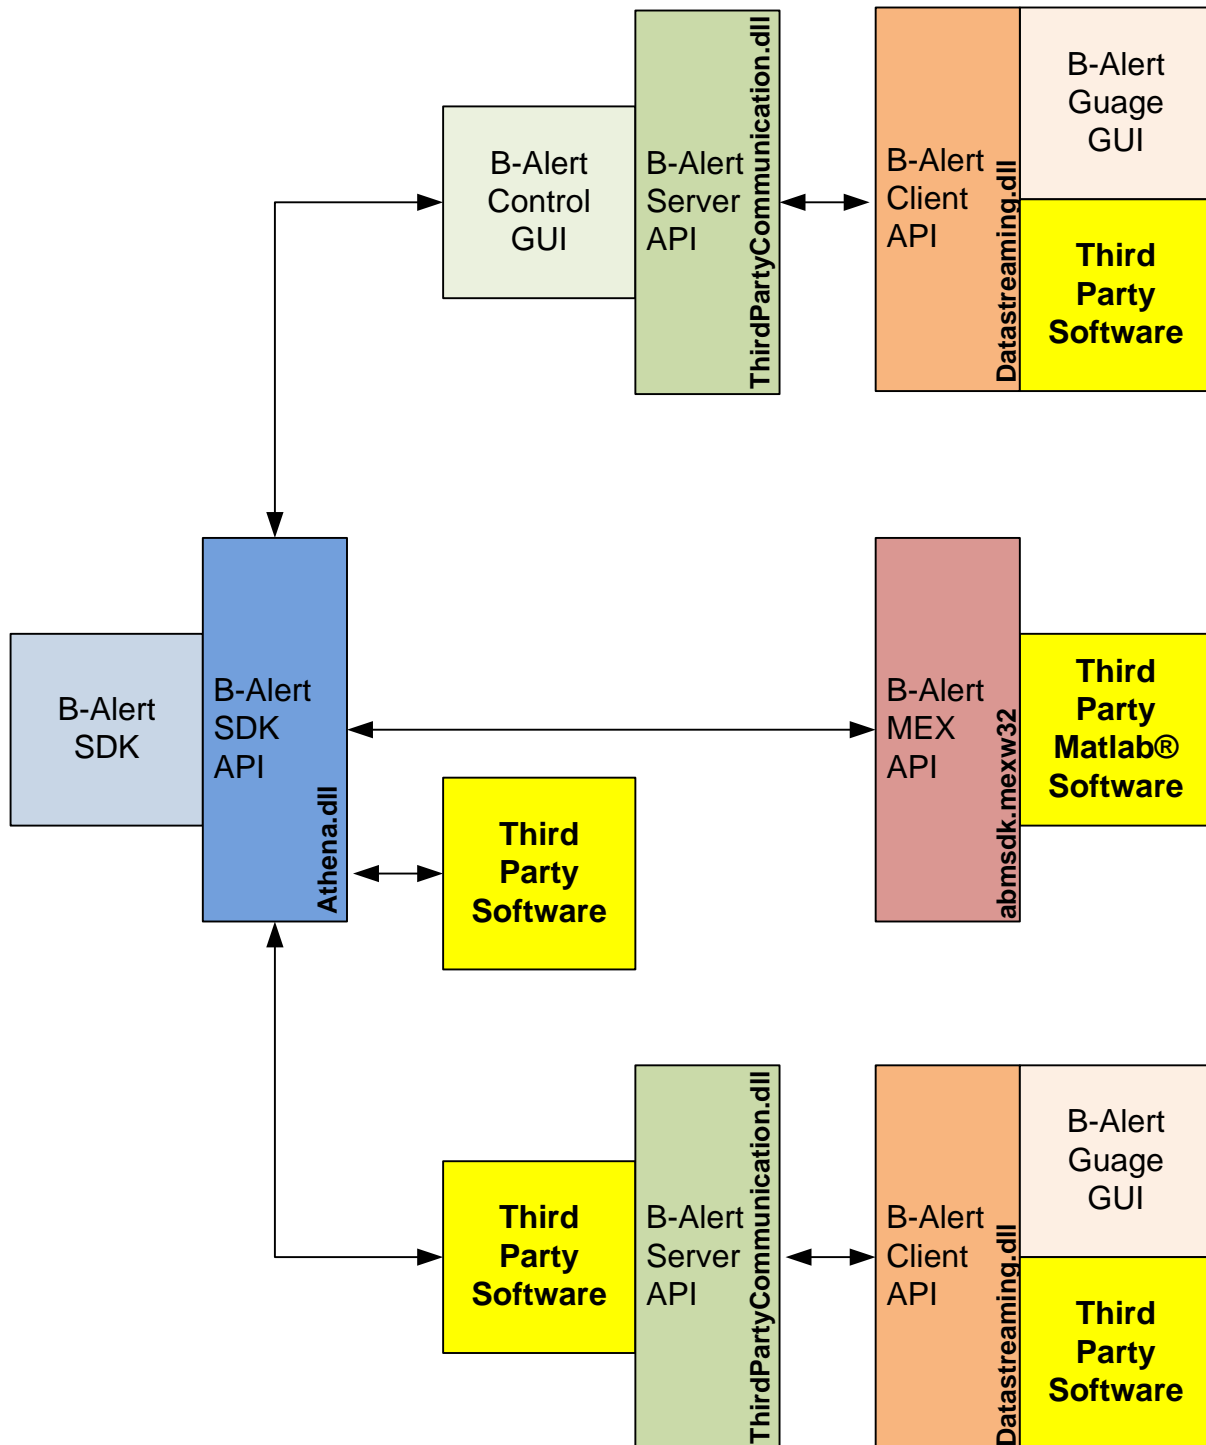 B-Alert
Control
GUI
B-Alert
Server
API
ThirdPartyCommunication.dll
B-Alert
Client
API
Datastreaming.dll
B-Alert
Guage
GUI
Third
Party
Software
B-Alert
SDK
B-Alert
SDK
API
Athena.dll
B-Alert
MEX
API
abmsdk.mexw32
Third
Party
Matlab®
Software
Third
Party
Software
Third
Party
Software
B-Alert
Server
API
ThirdPartyCommunication.dll
B-Alert
Client
API
Datastreaming.dll
B-Alert
Guage
GUI
Third
Party
Software